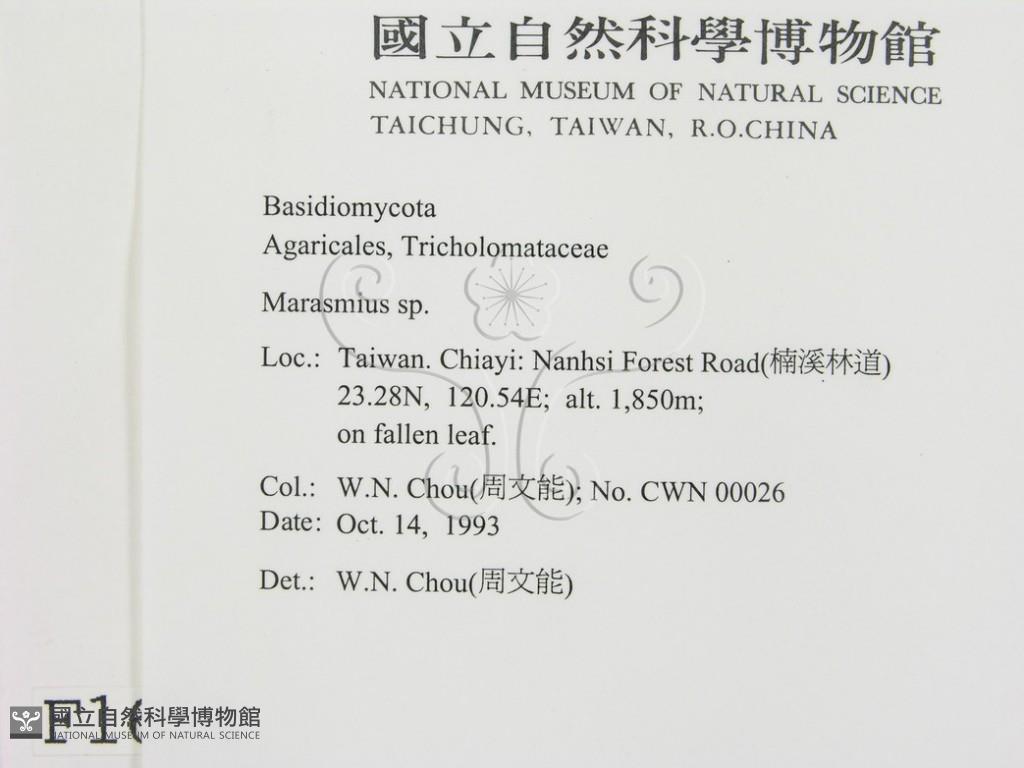 國立自然科學博物館
NATIONAL MUSEUM OF NATURAL SCIENCE
TAICHUNG, TAIWAN, R.O.CHINA
Basidiomycota
Agaricales, Tricholomataceae
Marasmius sp.
Loc.: Taiwan. Chiayi: Nanhsi Forest Road(楠溪林道)
23.28N, 120.54E; alt. 1,850m;
on fallen leaf.
Col.: W.N. Chou(周文能); No. CWN 00026
Date: Oct. 14, 1993
Det.: W.N. Chou(周文能)
國立自然科學博物館
NATIONAL MUSEUM OF NATURAL SCIENCE